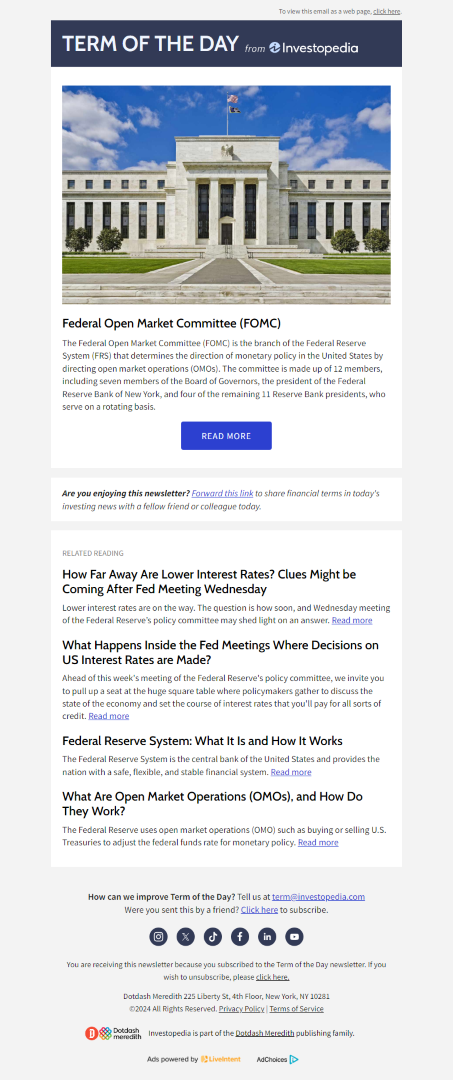 To view this email as a web page, click here.
TERM OF THE DAY from Investopedia
Federal Open Market Committee (FOMC)
The Federal Open Market Committee (FOMC) is the branch of the Federal Reserve
System (FRS) that determines the direction of monetary policy in the United States by
directing open market operations (OMOs). The committee is made up of 12 members,
including seven members of the Board of Governors, the president of the Federal
Reserve Bank of New York, and four of the remaining 11 Reserve Bank presidents, who
serve on a rotating basis.
READ MORE
Are you enjoying this newsletter? Forward this link to share financial terms in today's
investing news with a fellow friend or colleague today.
RELATED READING
How Far Away Are Lower Interest Rates? Clues Might be
Coming After Fed Meeting Wednesday
Lower interest rates are on the way. The question is how soon, and Wednesday meeting
of the Federal Reserve's policy committee may shed light on an answer. Read more
What Happens Inside the Fed Meetings Where Decisions on
US Interest Rates are Made?
Ahead of this week's meeting of the Federal Reserve's policy committee, we invite you
to pull up a seat at the huge square table where policymakers gather to discuss the
state of the economy and set the course of interest rates that you'll pay for all sorts of
credit. Read more
Federal Reserve System: What It Is and How It Works
The Federal Reserve System is the central bank of the United States and provides the
nation with a safe, flexible, and stable financial system. Read more
What Are Open Market Operations (OMOs), and How Do
They Work?
The Federal Reserve uses open market operations (OMO) such as buying or selling U.S.
Treasuries to adjust the federal funds rate for monetary policy. Read more
How can we improve Term of the Day? Tell us at term@investopedia.com
Were you sent this by a friend? Click here to subscribe.
You are receiving this newsletter because you subscribed to the Term of the Day newsletter. If you
wish to unsubscribe, please click here.
Dotdash Meredith 225 Liberty St, 4th Floor, New York, NY 10281
©2024 All Rights Reserved. Privacy Policy | Terms of Service
Dotdash
meredith
Investopedia is part of the Dotdash Meredith publishing family.
Ads powered by LiveIntent
AdChoices